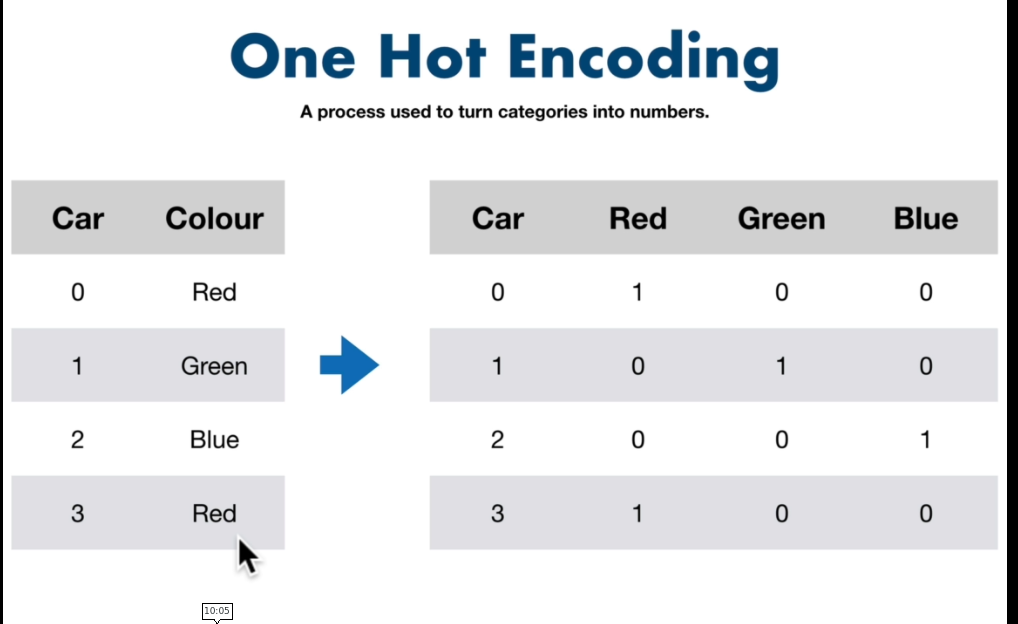 One Hot Encoding
A process used to turn categories into numbers.
Car Colour
0 Red
1 Green
2 Blue
3 Red
Car Red Green Blue
0 1 0 0
1 0 1 0
2 0 0 1
3 1 0 0
10:05